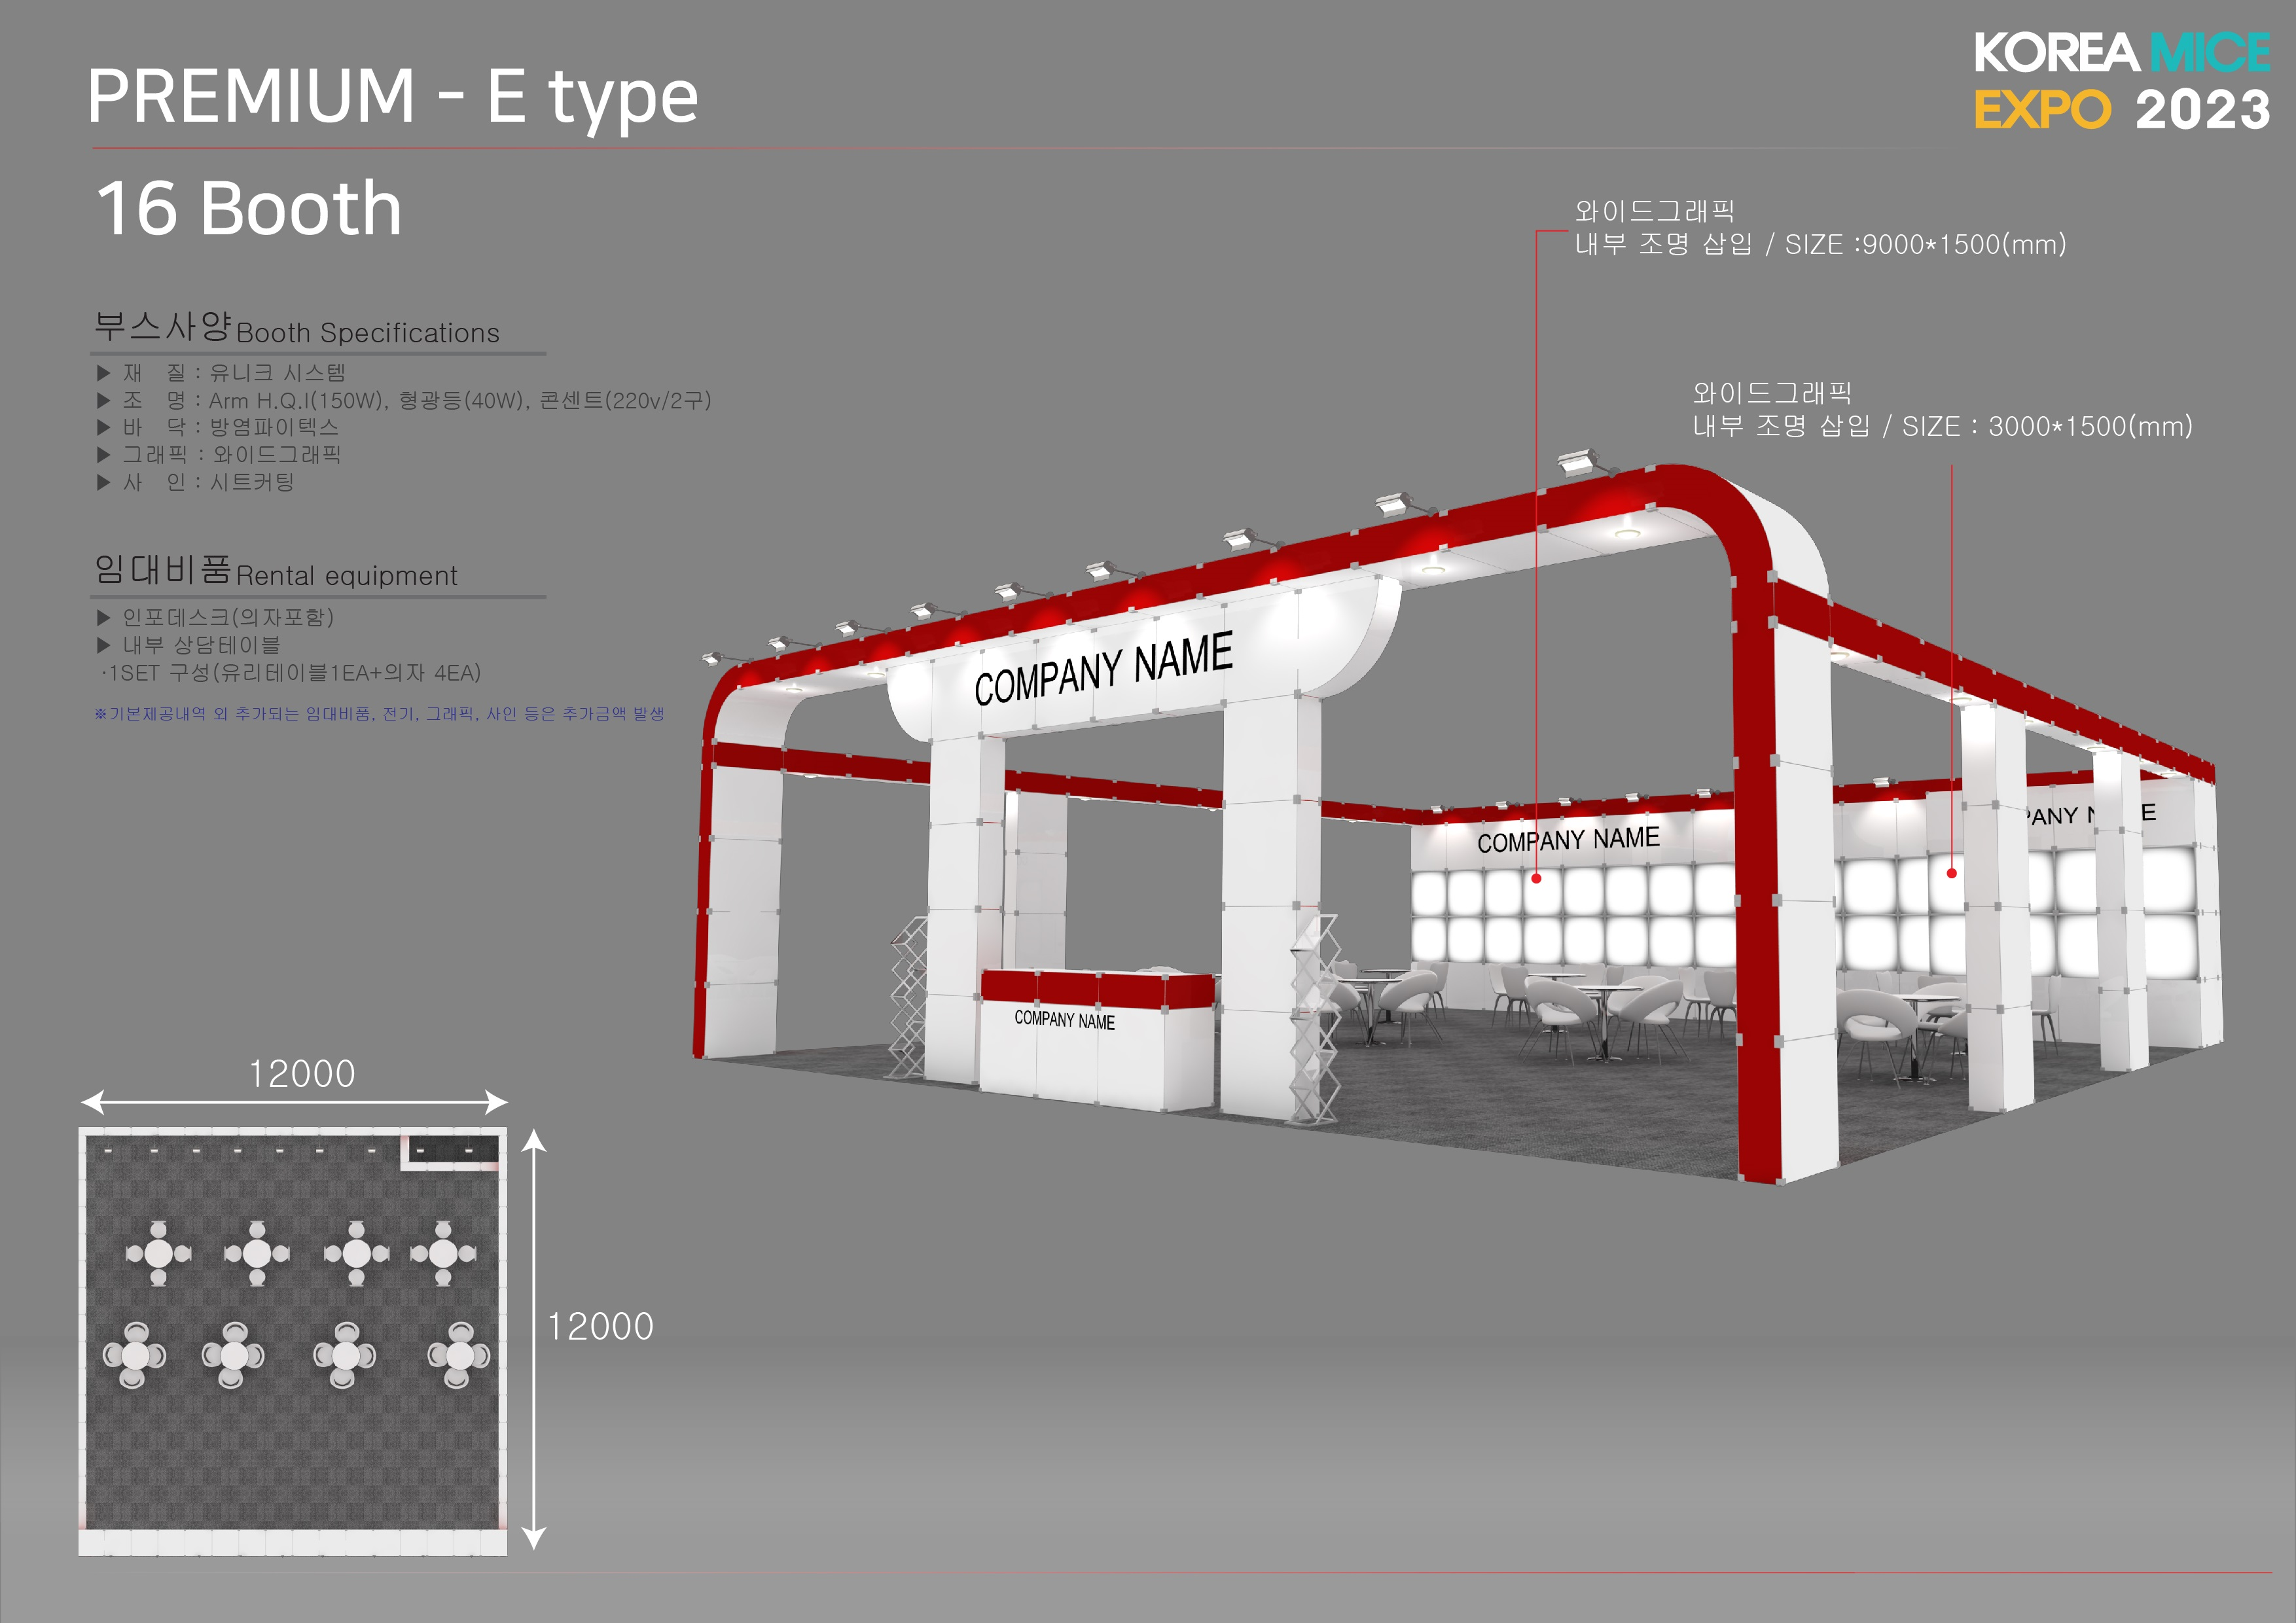 PREMIUM - E type
KOREA MICE
EXPO 2023
16 Booth
와이드그래픽
내부 조명 삽입 / SIZE :9000*1500(mm)
와이드그래픽
내부 조명 삽입 / SIZE : 3000*1500(mm)
부스사양Booth Specifications
▶ 재 질 : 유니크 시스템
▶ 조 명 : Arm H.Q.I(150W), 형광등(40W), 콘센트(220v/2구)
▶ 바 닥 : 방염파이텍스
▶ 그래픽 : 와이드그래픽
▶ 사 인 : 시트커팅
임대비품Rental equipment
▶ 인포데스크(의자포함)
▶ 내부 상담테이블
·1SET 구성(유리테이블1EA+의자 4EA)
※기본제공내역 외 추가되는 임대비품, 전기, 그래픽, 사인 등은 추가금액 발생
COMPANY NAME
COMPANY NAME
PANY N E
COMPANY NAME
12000
12000